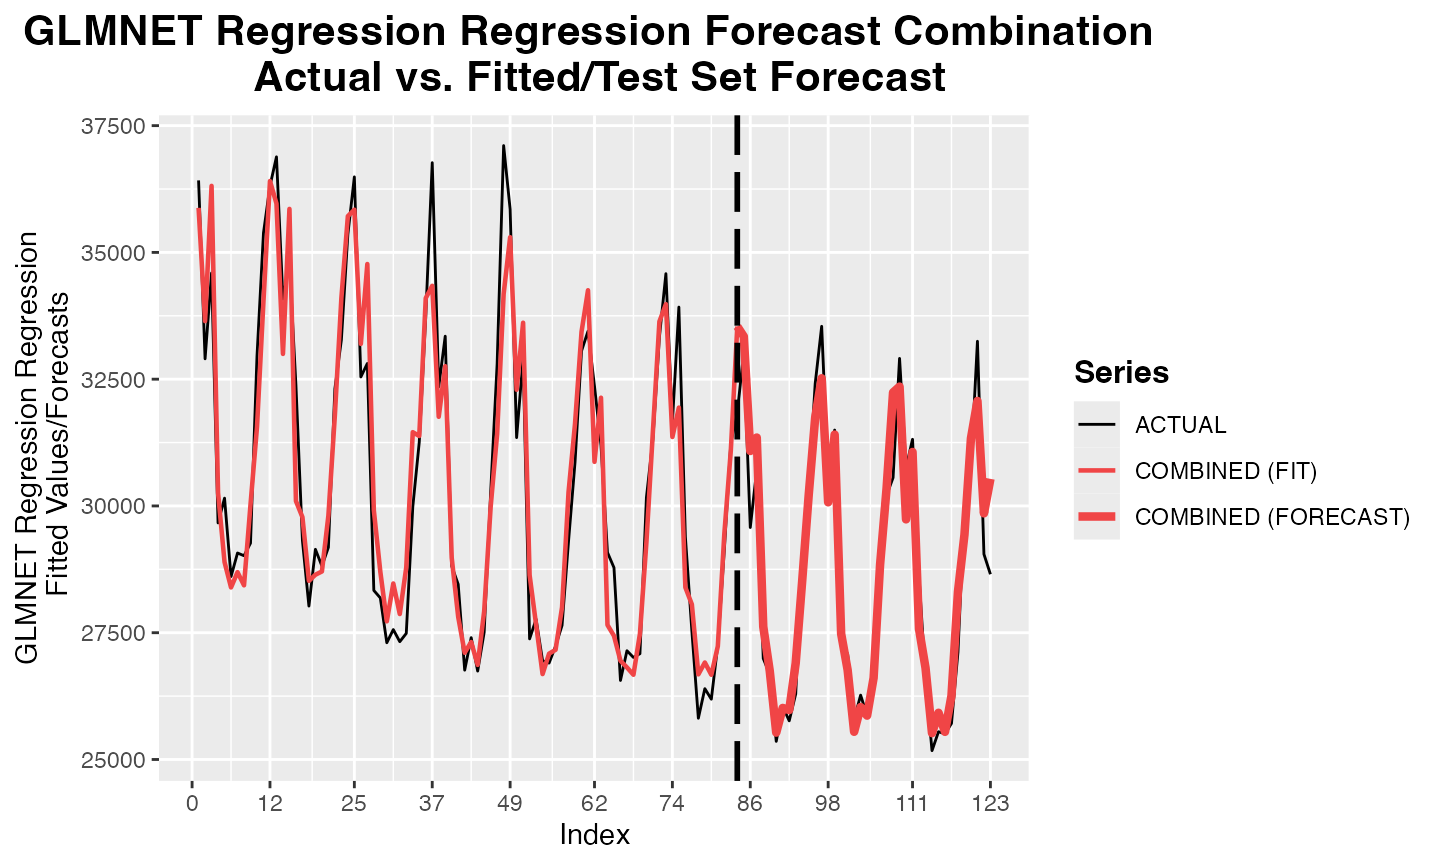 GLMNET Regression Regression Forecast Combination
Actual vs. Fitted/Test Set Forecast
GLMNET Regression Regression
Fitted Values/Forecasts
37500
35000
32500
30000
27500
25000
0 12 25 37 49 62 74 86 98 111 123
Index
Series
ACTUAL
COMBINED (FIT)
COMBINED (FORECAST)